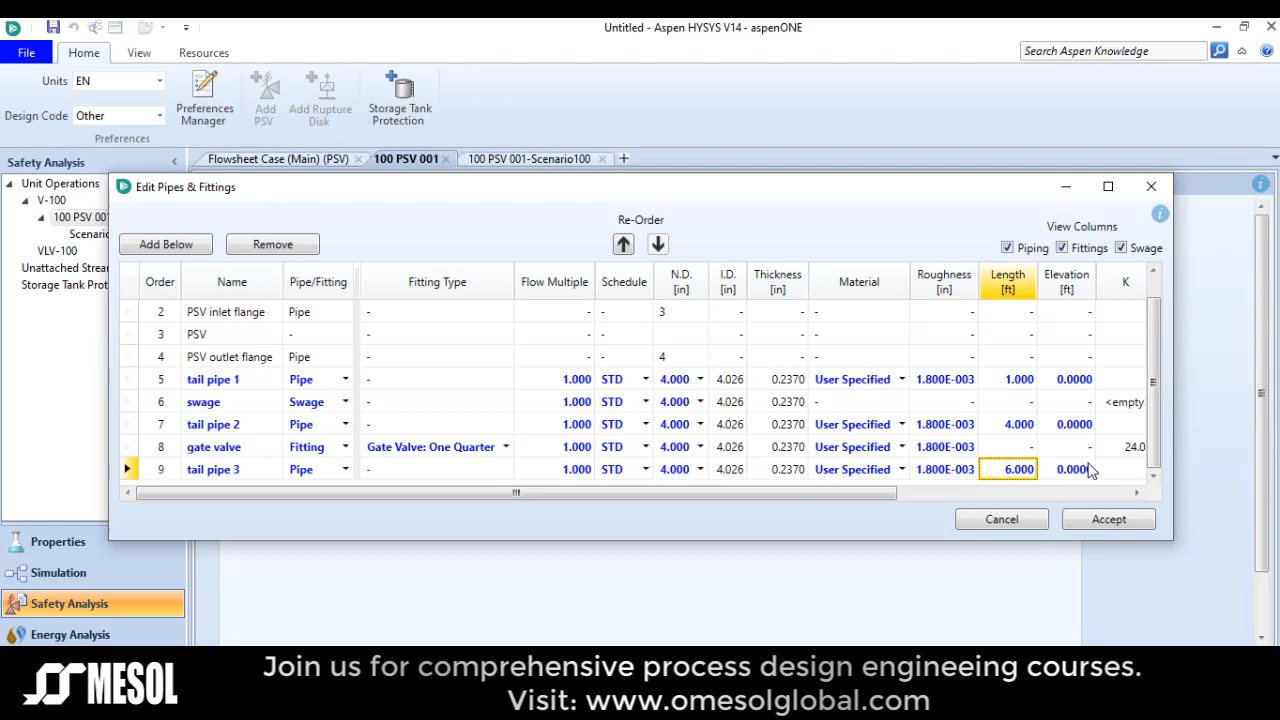 Untitled - Aspen HYSYS V14 - aspenONE
File Home View Resources
Search Aspen Knowledge
Units EN
Design Code Other
Preferences Manager
Add PSV
Add Rupture Disk
Storage Tank Protection
Preferences
Safety Analysis
Flowsheet Case (Main) (PSV) 100 PSV 001 100 PSV 001-Scenario100
Unit Operations
V-100
100 PSV 001
Scenario
VLV-100
Unattached Strea
Storage Tank Prot
Properties
Simulation
Safety Analysis
Energy Analysis
Edit Pipes & Fittings
Re-Order
View Columns
Add Below Remove
Piping Fittings Swage
Order Name Pipe/Fitting Fitting Type Flow Multiple Schedule N.D. [in] I.D. [in] Thickness [in] Material Roughness [in] Length [ft] Elevation [ft] K
2 PSV inlet flange Pipe - - - 3 - - - - - -
3 PSV - - - - - - - - - -
4 PSV outlet flange Pipe - - - 4 - - - - - -
5 tail pipe 1 Pipe - 1.000 STD 4.000 4.026 0.2370 User Specified 1.800E-003 1.000 0.0000
6 swage Swage - 1.000 STD 4.000 4.026 0.2370 - - - - <empty
7 tail pipe 2 Pipe - 1.000 STD 4.000 4.026 0.2370 User Specified 1.800E-003 4.000 0.0000
8 gate valve Fitting Gate Valve: One Quarter 1.000 STD 4.000 4.026 0.2370 User Specified 1.800E-003 - - 24.0
9 tail pipe 3 Pipe - 1.000 STD 4.000 4.026 0.2370 User Specified 1.800E-003 6.000 0.0000
Cancel Accept
OMESOL
Join us for comprehensive process design engineeing courses.
Visit: www.omesolglobal.com